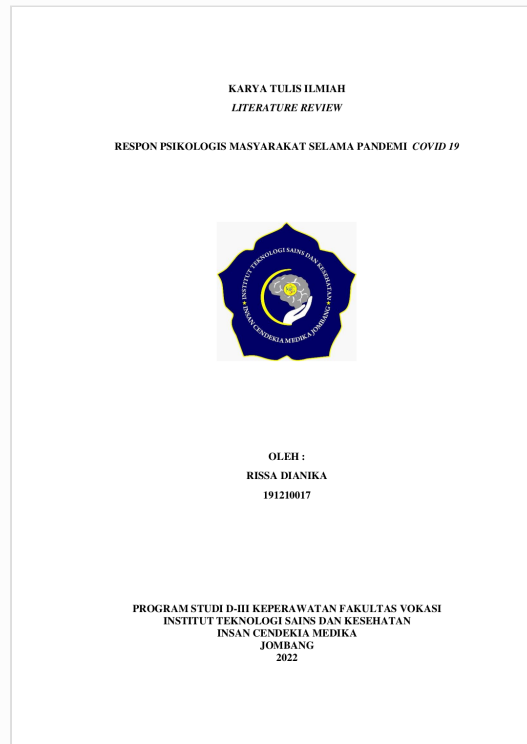 KARYA TULIS ILMIAH
LITERATURE REVIEW
RESPON PSIKOLOGIS MASYARAKAT SELAMA PANDEMI COVID 19
INSTITUT TEKNOLOGI SAINS DAN KESEHATAN
INSAN CENDEKIA MEDIKA JOMBANG
OLEH :
RISSA DIANIKA
191210017
PROGRAM STUDI D-III KEPERAWATAN FAKULTAS VOKASI
INSTITUT TEKNOLOGI SAINS DAN KESEHATAN
INSAN CENDEKIA MEDIKA
JOMBANG
2022